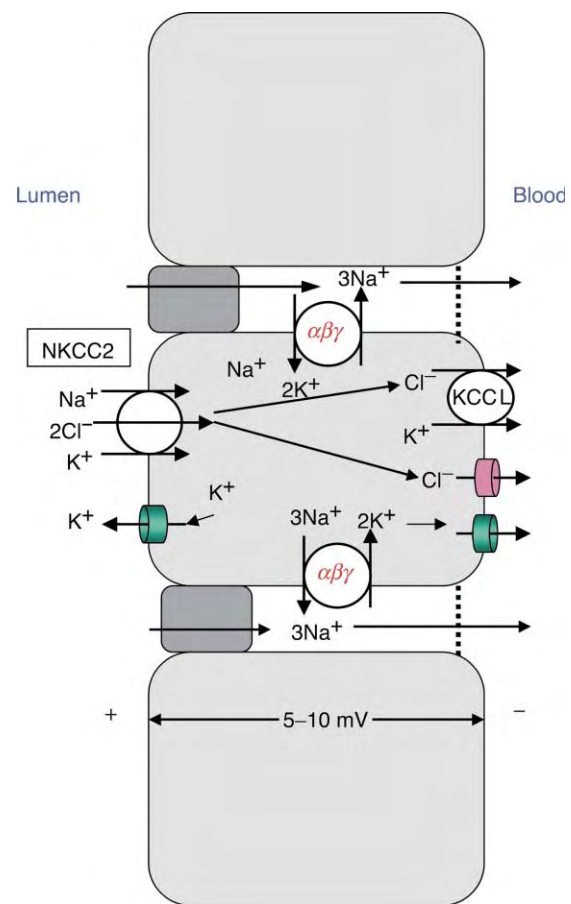 Lumen
Blood
3Na⁺
αβγ
NKCC2
Na⁺
2K⁺
Cl⁻
KCCL
Na⁺
2Cl⁻
K⁺
K⁺
Cl⁻
K⁺
K⁺
3Na⁺
2K⁺
αβγ
3Na⁺
+
5–10 mV
–